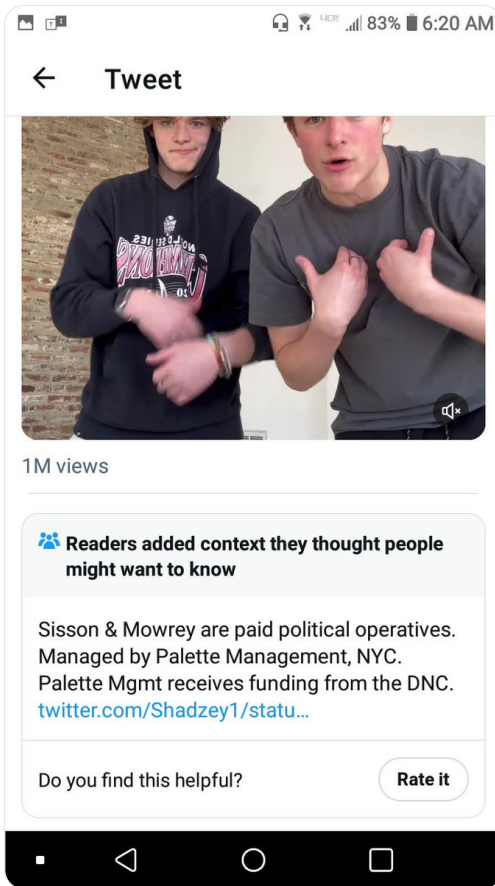 83% 6:20 AM
Tweet
1M views
Readers added context they thought people
might want to know
Sisson & Mowrey are paid political operatives.
Managed by Palette Management, NYC.
Palette Mgmt receives funding from the DNC.
twitter.com/Shadzey1/statu...
Do you find this helpful?
Rate it